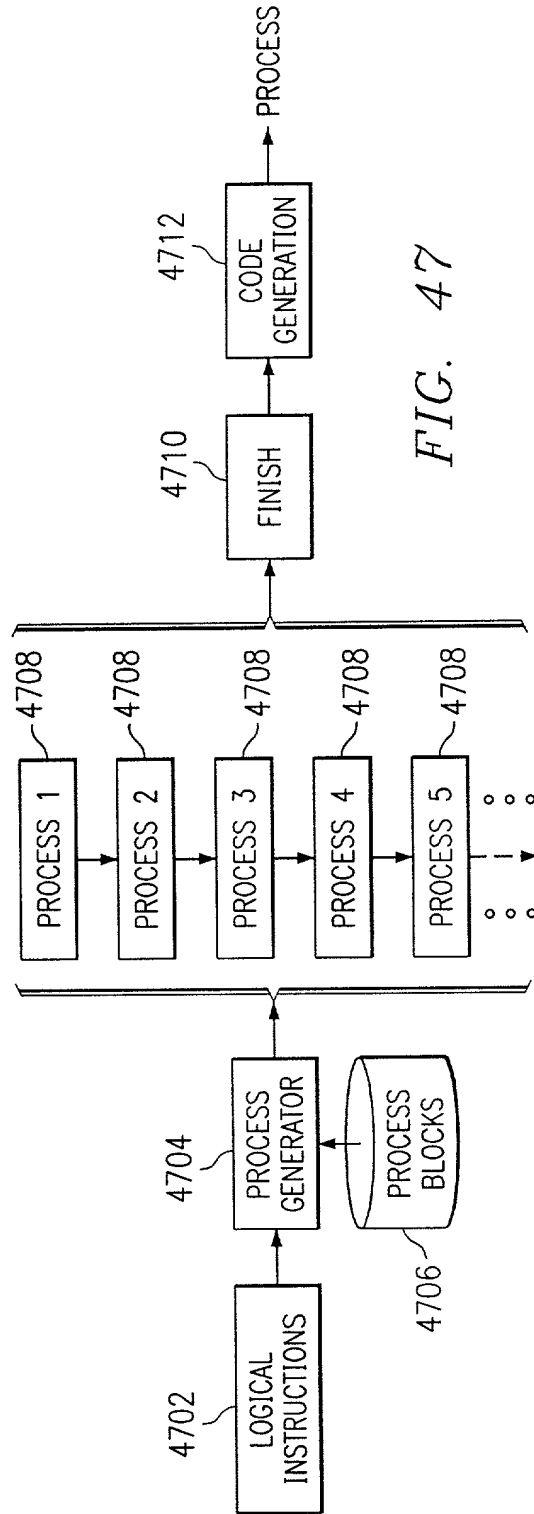 4702
LOGICAL
INSTRUCTIONS
4704
PROCESS
GENERATOR
PROCESS
BLOCKS
4706
PROCESS 1
4708
PROCESS 2
4708
PROCESS 3
4708
PROCESS 4
4708
PROCESS 5
4708
4710
FINISH
4712
CODE
GENERATION
PROCESS
FIG. 47